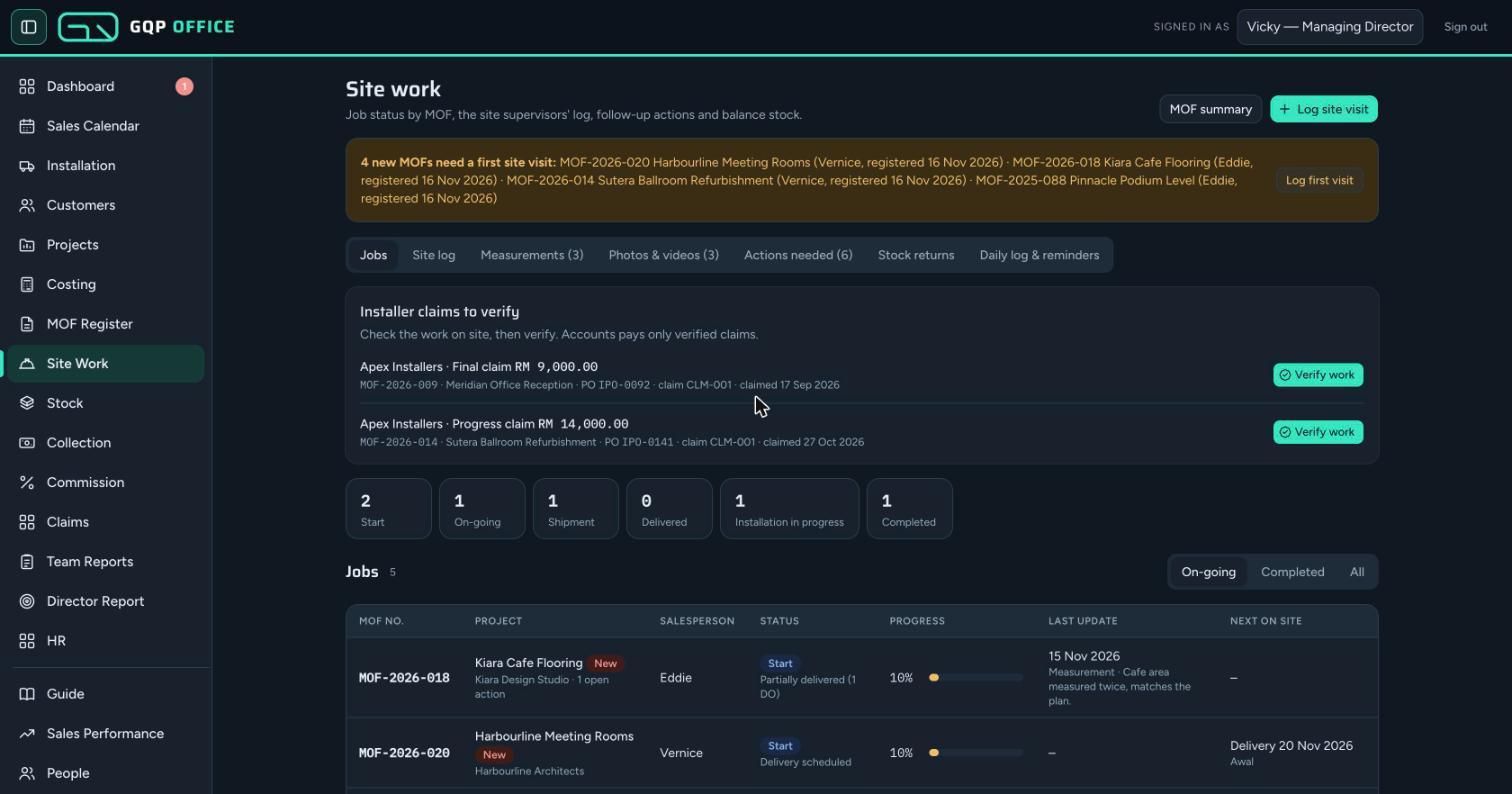 GQP OFFICE
SIGNED IN AS
Vicky — Managing Director
Sign out
Dashboard
1
Sales Calendar
Installation
Customers
Projects
Costing
MOF Register
Site Work
Stock
Collection
Commission
Claims
Team Reports
Director Report
HR
Guide
Sales Performance
People
Site work
Job status by MOF, the site supervisors' log, follow-up actions and balance stock.
MOF summary
+ Log site visit
4 new MOFs need a first site visit: MOF-2026-020 Harbourline Meeting Rooms (Vernice, registered 16 Nov 2026) · MOF-2026-018 Kiara Cafe Flooring (Eddie,
registered 16 Nov 2026) · MOF-2026-014 Sutera Ballroom Refurbishment (Vernice, registered 16 Nov 2026) · MOF-2025-088 Pinnacle Podium Level (Eddie,
registered 16 Nov 2026)
Log first visit
Jobs
Site log
Measurements (3)
Photos & videos (3)
Actions needed (6)
Stock returns
Daily log & reminders
Installer claims to verify
Check the work on site, then verify. Accounts pays only verified claims.
Apex Installers · Final claim RM 9,000.00
MOF-2026-009 · Meridian Office Reception · PO IPO-0092 · claim CLM-001 · claimed 17 Sep 2026
Verify work
Apex Installers · Progress claim RM 14,000.00
MOF-2026-014 · Sutera Ballroom Refurbishment · PO IPO-0141 · claim CLM-001 · claimed 27 Oct 2026
Verify work
2
Start
1
On-going
1
Shipment
0
Delivered
1
Installation in progress
1
Completed
Jobs 5
On-going
Completed
All
MOF NO.
PROJECT
SALESPERSON
STATUS
PROGRESS
LAST UPDATE
NEXT ON SITE
MOF-2026-018
Kiara Cafe Flooring New
Kiara Design Studio · 1 open
action
Eddie
Start
Partially delivered (1
DO)
10%
15 Nov 2026
Measurement · Cafe area
measured twice, matches the
plan.
–
MOF-2026-020
Harbourline Meeting Rooms
New
Harbourline Architects
Vernice
Start
Delivery scheduled
10%
–
Delivery 20 Nov 2026
Awal